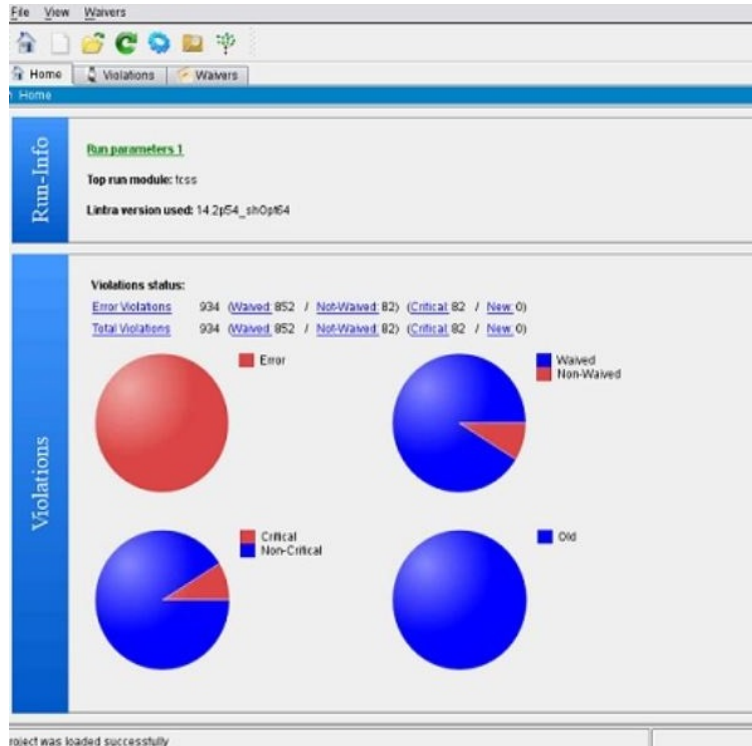 File View Waivers
Home Violations Waivers
Home
Run-Info
Run parameters 1
Top run module: tcss
Lintra version used: 14.2p54_shOpt64
Violations
Violations status:
Error Violations 934 (Waived:852 / Not-Waived:82) (Critical:82 / New:0)
Total Violations 934 (Waived:852 / Not-Waived:82) (Critical:82 / New:0)
Error
Waived
Non-Waived
Critical
Non-Critical
Old
roject was loaded successfully